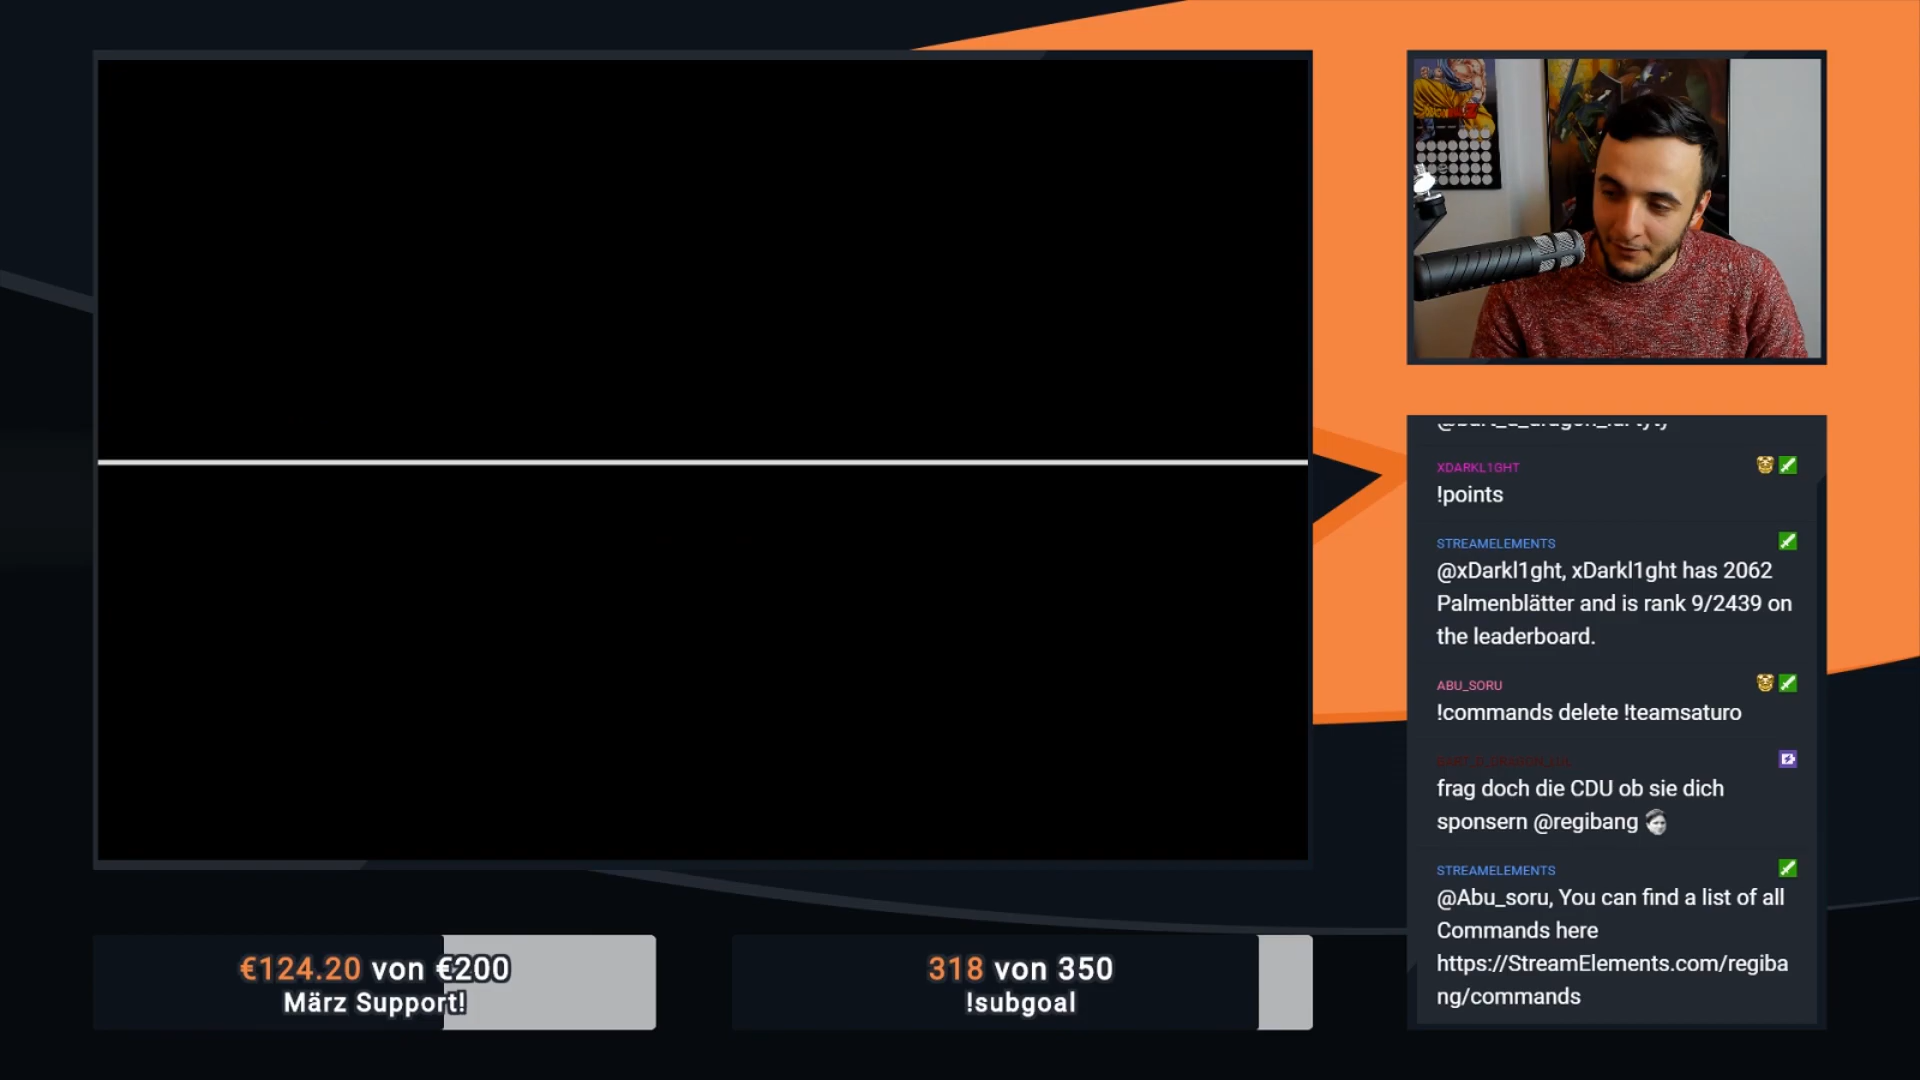 XDARKL1GHT
!points
STREAMELEMENTS
@xDarkl1ght, xDarkl1ght has 2062
Palmenblätter and is rank 9/2439 on
the leaderboard.
ABU_SORU
!commands delete !teamsaturo
frag doch die CDU ob sie dich
sponsern @regibang
STREAMELEMENTS
@Abu_soru, You can find a list of all
Commands here
https://StreamElements.com/regiba
ng/commands
€124.20 von €200
März Support!
318 von 350
!subgoal